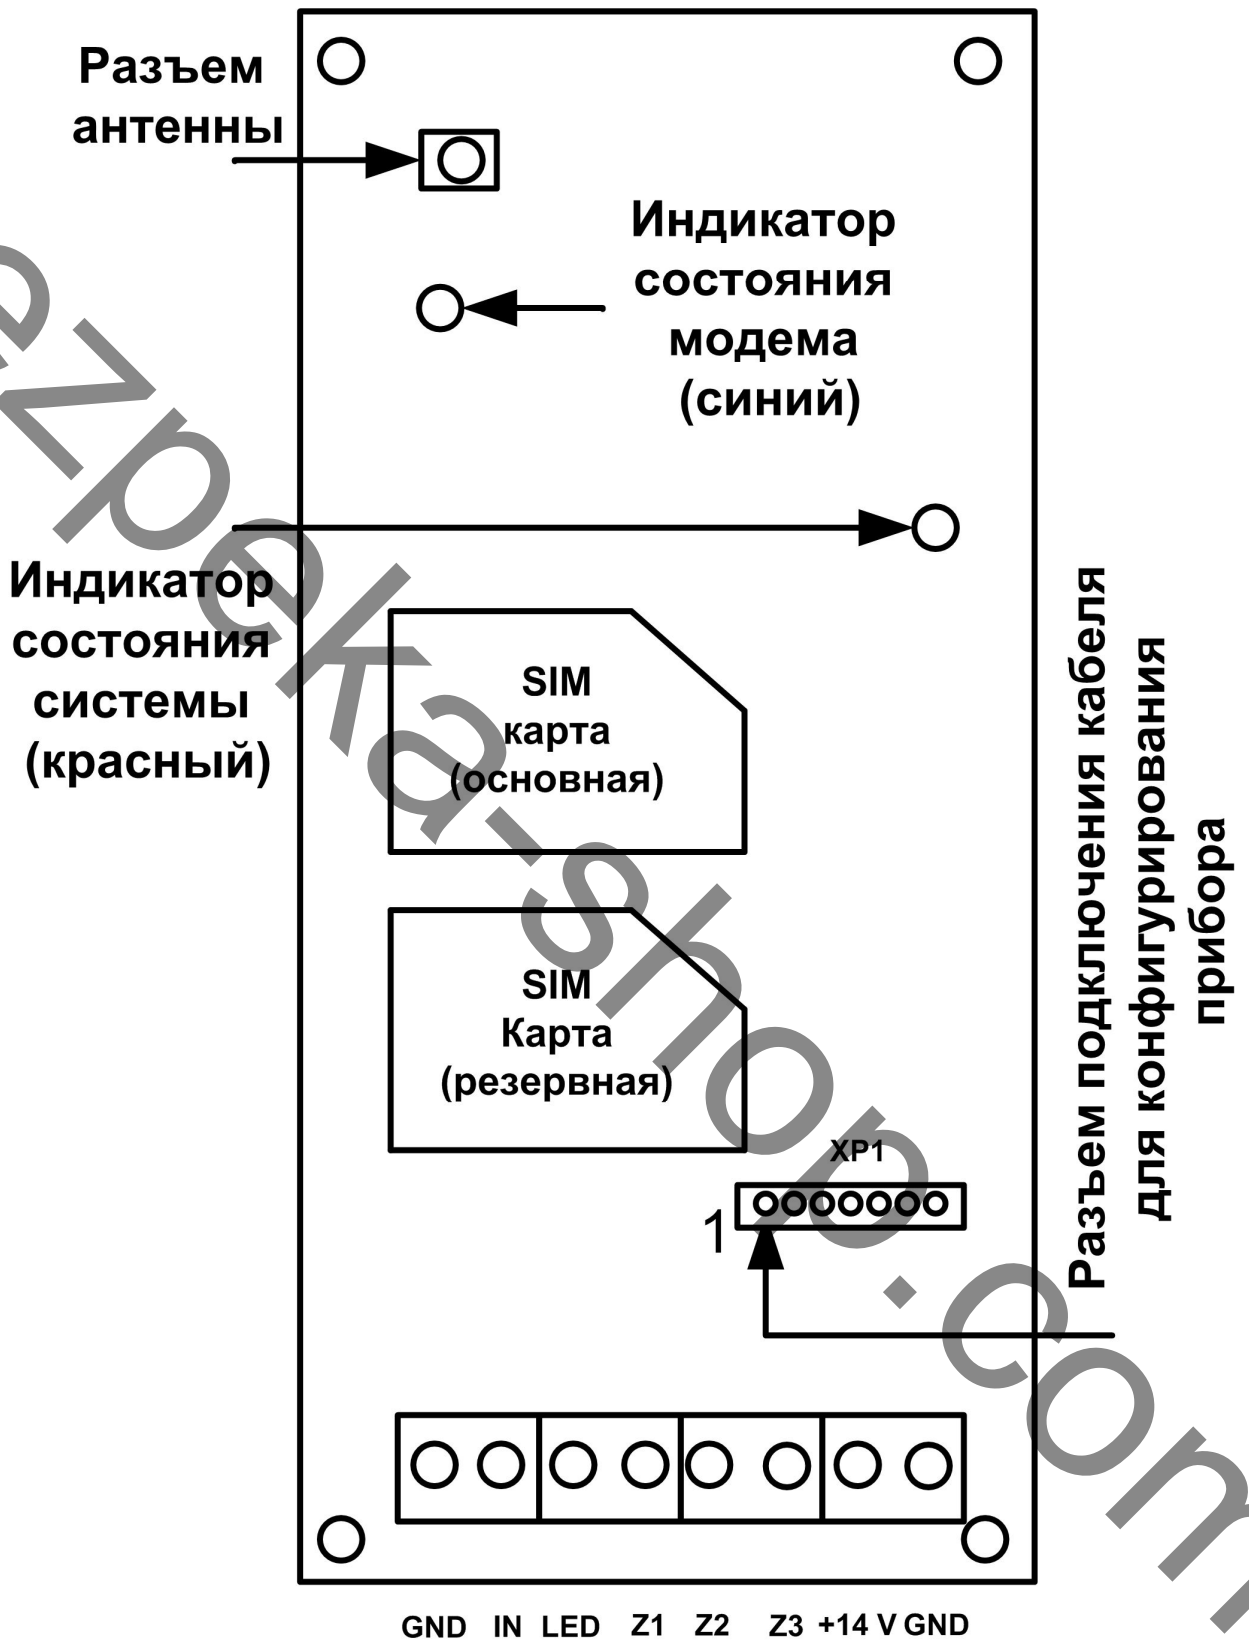 Разъем
антенны
Индикатор
состояния
модема
(синий)
Индикатор
состояния
системы
(красный)
SIM
карта
(основная)
SIM
Карта
(резервная)
XP1
1
Разъем подключения кабеля
для конфигурирования
прибора
GND IN LED Z1 Z2 Z3 +14 V GND
ezpeka-shop.com